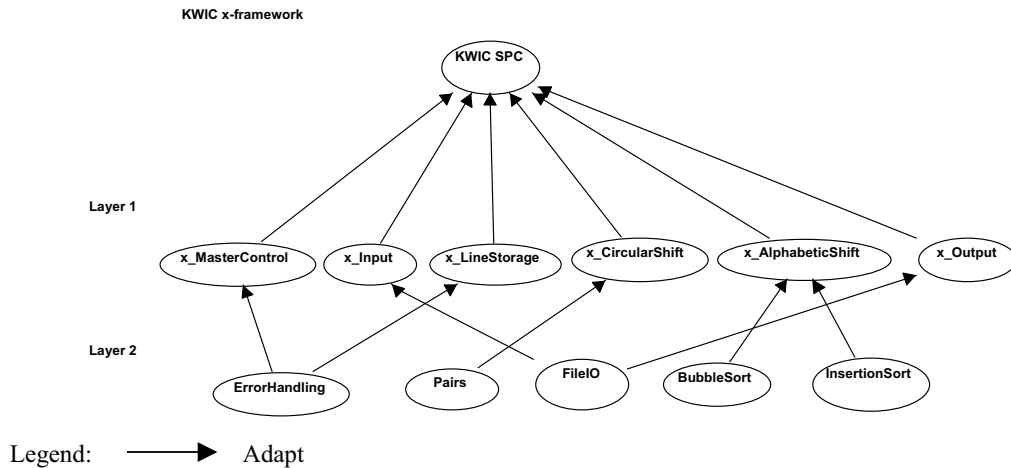 KWIC x-framework
KWIC SPC
Layer 1
x_MasterControl
x_Input
x_LineStorage
x_CircularShift
x_AlphabeticShift
x_Output
Layer 2
ErrorHandling
Pairs
FileIO
BubbleSort
InsertionSort
Legend: Adapt